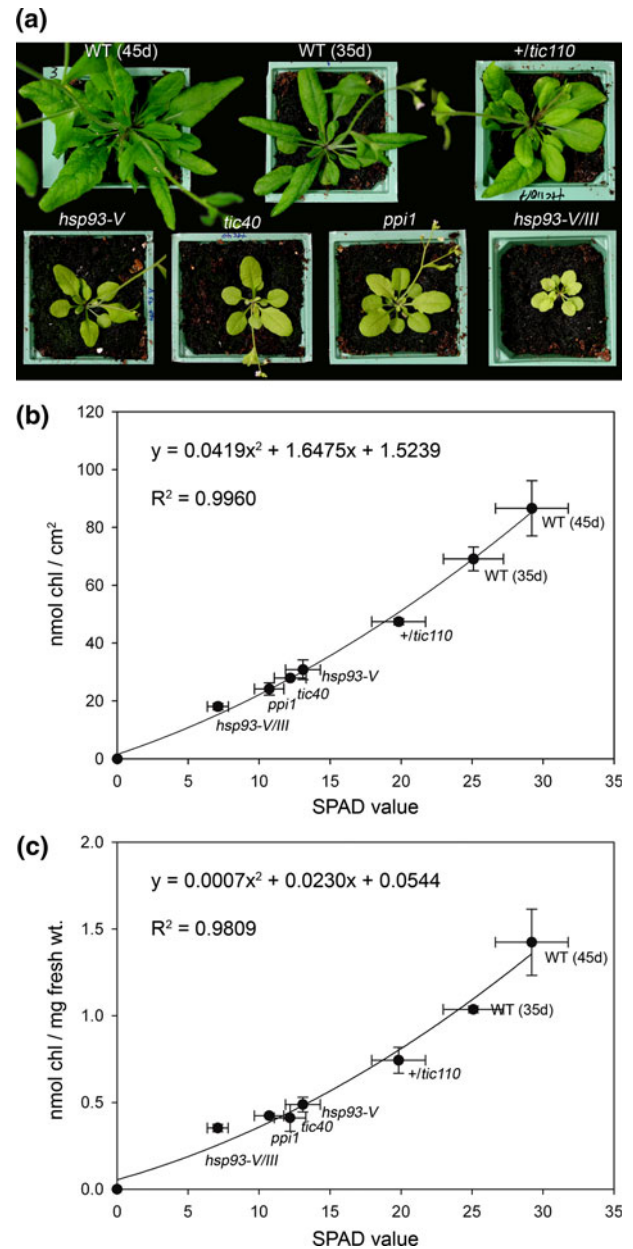 (a)
WT (45d) WT (35d) +/tic110
hsp93-V tic40 ppi1 hsp93-V/III
(b)
y = 0.0419x² + 1.6475x + 1.5239
R² = 0.9960
nmol chl / cm²
120
100
80
60
40
20
0
WT (45d)
WT (35d)
+/tic110
hsp93-V
tic40
ppi1
hsp93-V/III
0 5 10 15 20 25 30 35
SPAD value
(c)
y = 0.0007x² + 0.0230x + 0.0544
R² = 0.9809
nmol chl / mg fresh wt.
2.0
1.5
1.0
0.5
0.0
WT (45d)
WT (35d)
+/tic110
hsp93-V
tic40
ppi1
hsp93-V/III
0 5 10 15 20 25 30 35
SPAD value